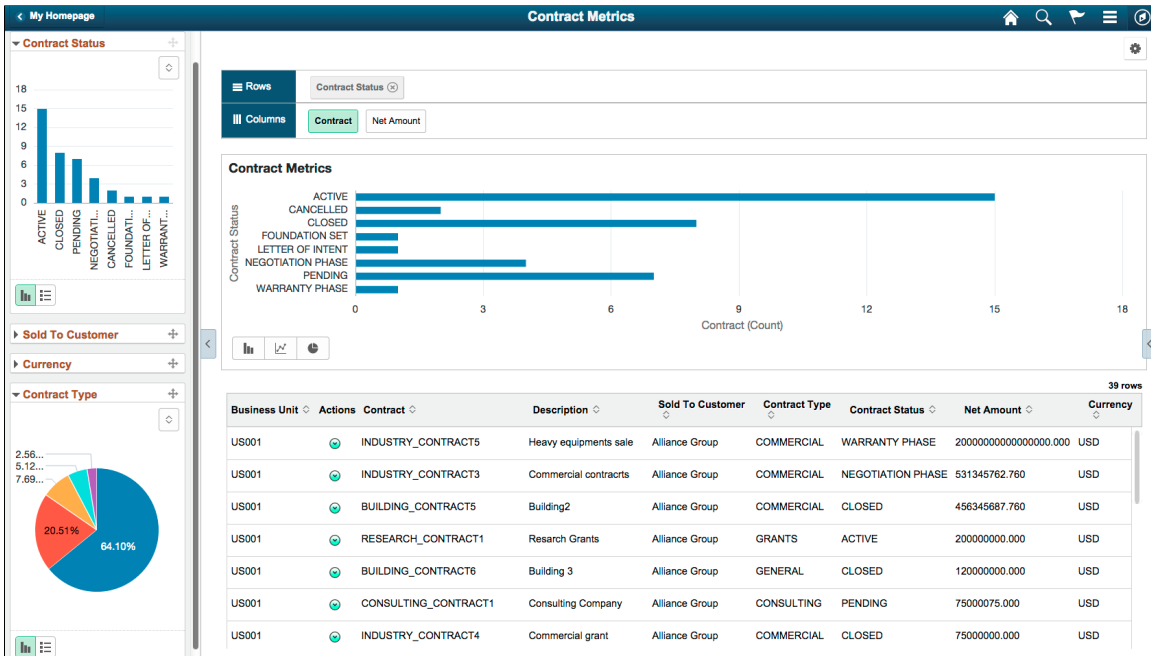 My Homepage
Contract Metrics
Contract Status
18
15
12
9
6
3
0
ACTIVE
CLOSED
PENDING
NEGOTIATI...
CANCELLED
FOUNDATI...
LETTER OF...
WARRANT...
Sold To Customer
Currency
Contract Type
2.56...
5.12...
7.69...
20.51%
64.10%
Rows
Contract Status
Columns
Contract Net Amount
Contract Metrics
Contract Status
ACTIVE
CANCELLED
CLOSED
FOUNDATION SET
LETTER OF INTENT
NEGOTIATION PHASE
PENDING
WARRANTY PHASE
0 3 6 9 12 15 18
Contract (Count)
39 rows
Business Unit Actions Contract Description Sold To Customer Contract Type Contract Status Net Amount Currency
US001 INDUSTRY_CONTRACT5 Heavy equipments sale Alliance Group COMMERCIAL WARRANTY PHASE 2000000000000000.000 USD
US001 INDUSTRY_CONTRACT3 Commercial contracrts Alliance Group COMMERCIAL NEGOTIATION PHASE 531345762.760 USD
US001 BUILDING_CONTRACT5 Building2 Alliance Group COMMERCIAL CLOSED 456345687.760 USD
US001 RESEARCH_CONTRACT1 Resarch Grants Alliance Group GRANTS ACTIVE 200000000.000 USD
US001 BUILDING_CONTRACT6 Building 3 Alliance Group GENERAL CLOSED 120000000.000 USD
US001 CONSULTING_CONTRACT1 Consulting Company Alliance Group CONSULTING PENDING 75000075.000 USD
US001 INDUSTRY_CONTRACT4 Commercial grant Alliance Group COMMERCIAL CLOSED 75000000.000 USD